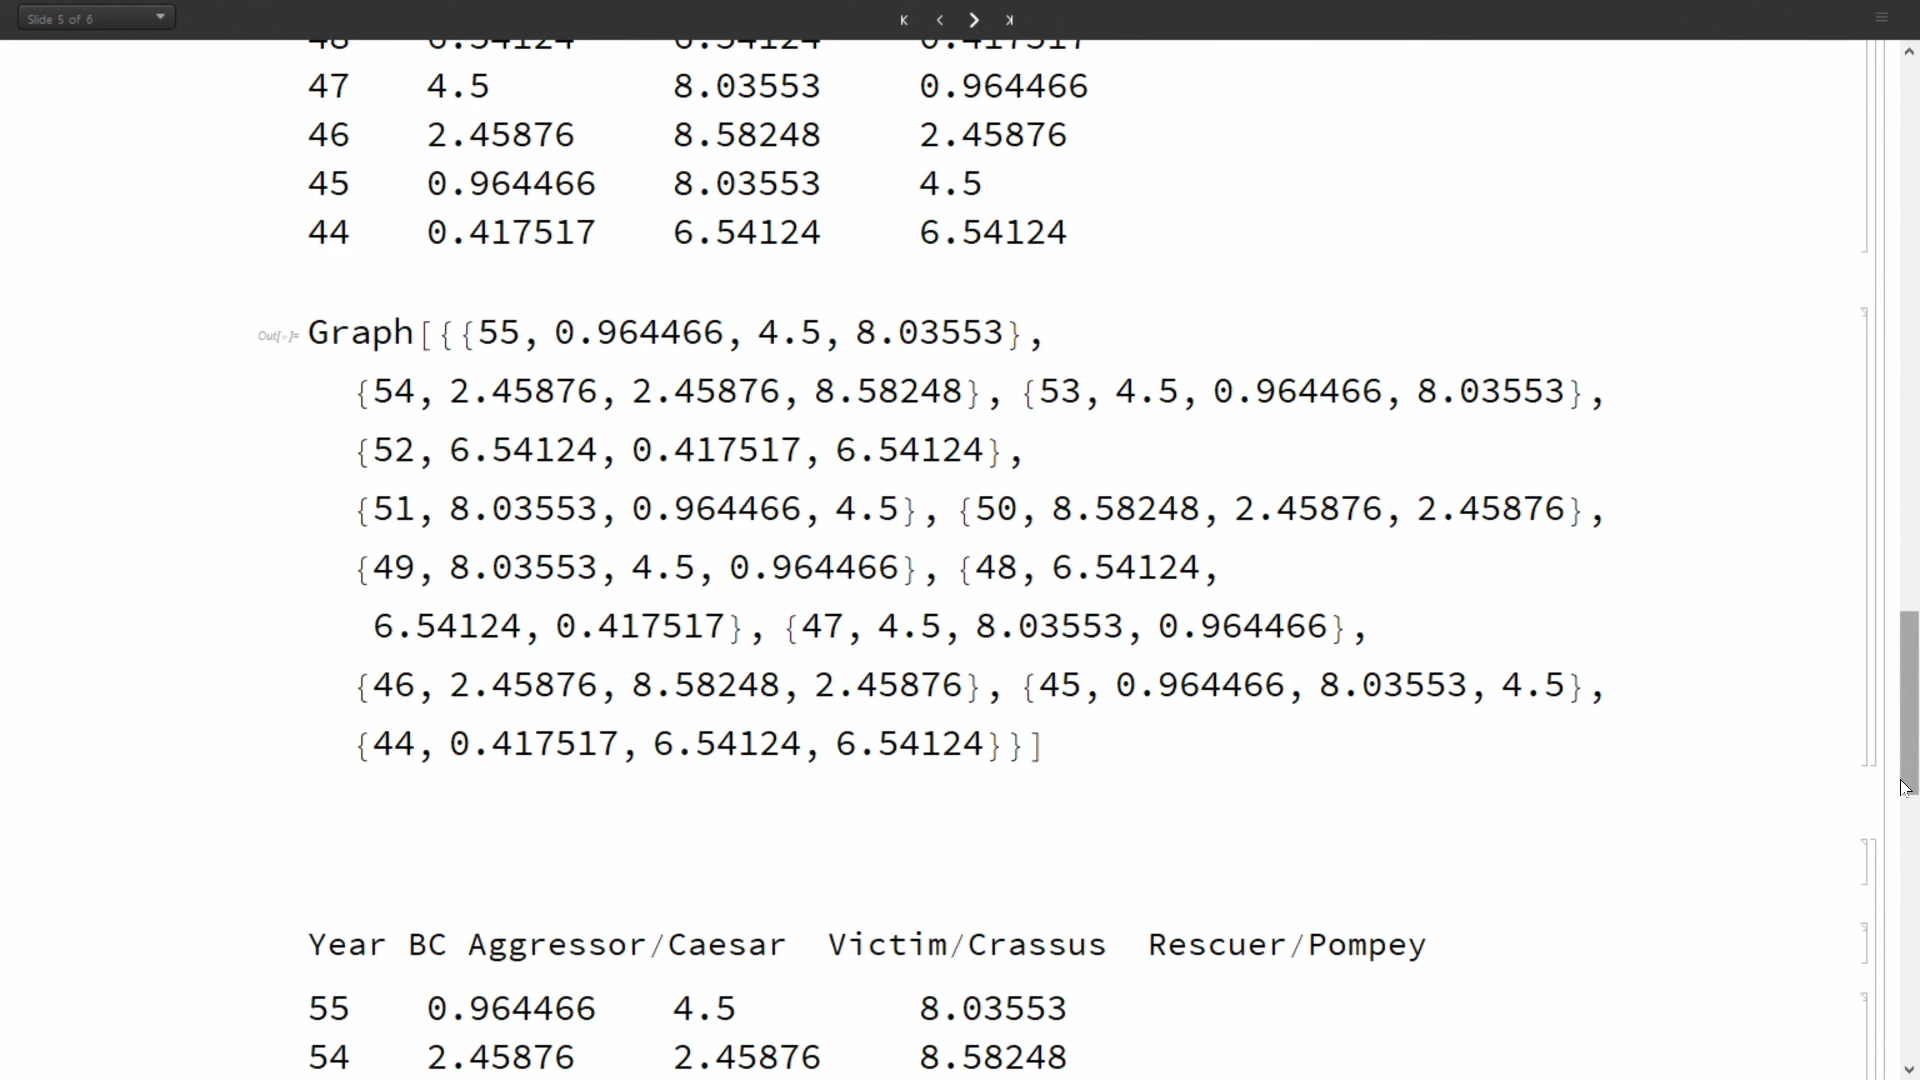 Slide 5 of 6
48 6.54124 6.54124 0.417517
47 4.5 8.03553 0.964466
46 2.45876 8.58248 2.45876
45 0.964466 8.03553 4.5
44 0.417517 6.54124 6.54124
Out[ ]= Graph[{{55, 0.964466, 4.5, 8.03553},
{54, 2.45876, 2.45876, 8.58248}, {53, 4.5, 0.964466, 8.03553},
{52, 6.54124, 0.417517, 6.54124},
{51, 8.03553, 0.964466, 4.5}, {50, 8.58248, 2.45876, 2.45876},
{49, 8.03553, 4.5, 0.964466}, {48, 6.54124,
6.54124, 0.417517}, {47, 4.5, 8.03553, 0.964466},
{46, 2.45876, 8.58248, 2.45876}, {45, 0.964466, 8.03553, 4.5},
{44, 0.417517, 6.54124, 6.54124}}]
Year BC Aggressor/Caesar Victim/Crassus Rescuer/Pompey
55 0.964466 4.5 8.03553
54 2.45876 2.45876 8.58248